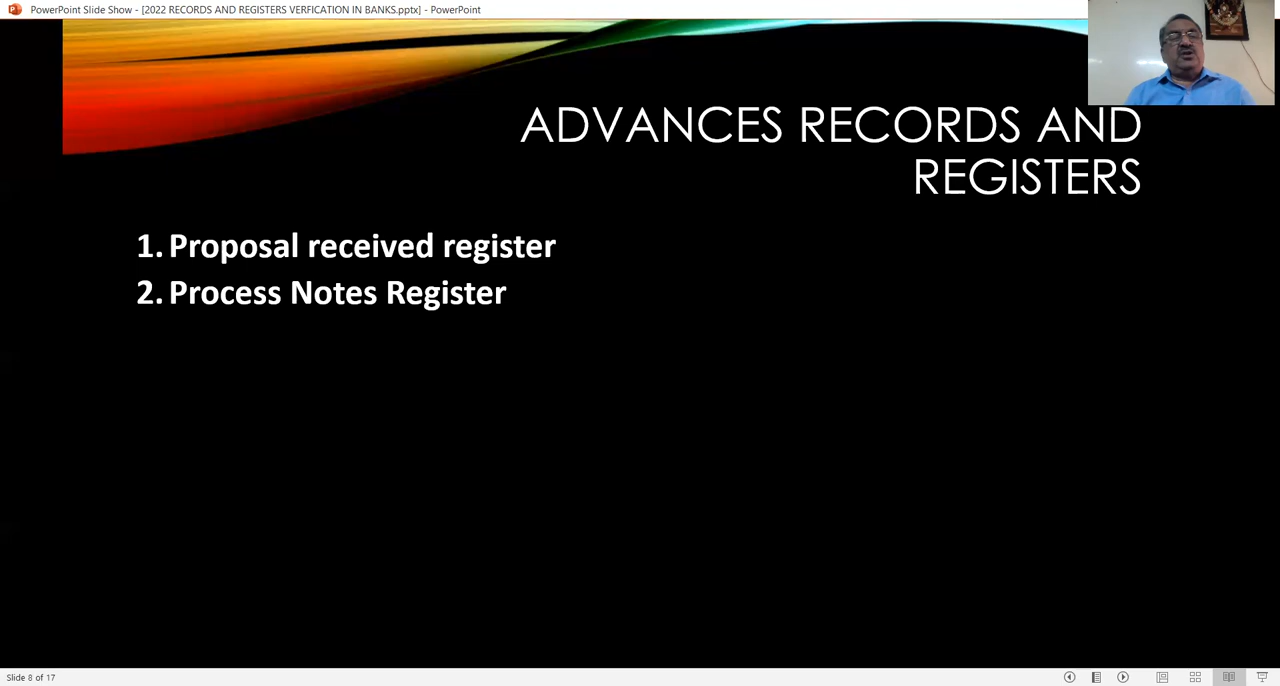 PowerPoint Slide Show - [2022 RECORDS AND REGISTERS VERFICATION IN BANKS.pptx] - PowerPoint
ADVANCES RECORDS AND
REGISTERS
1. Proposal received register
2. Process Notes Register
Slide 8 of 17